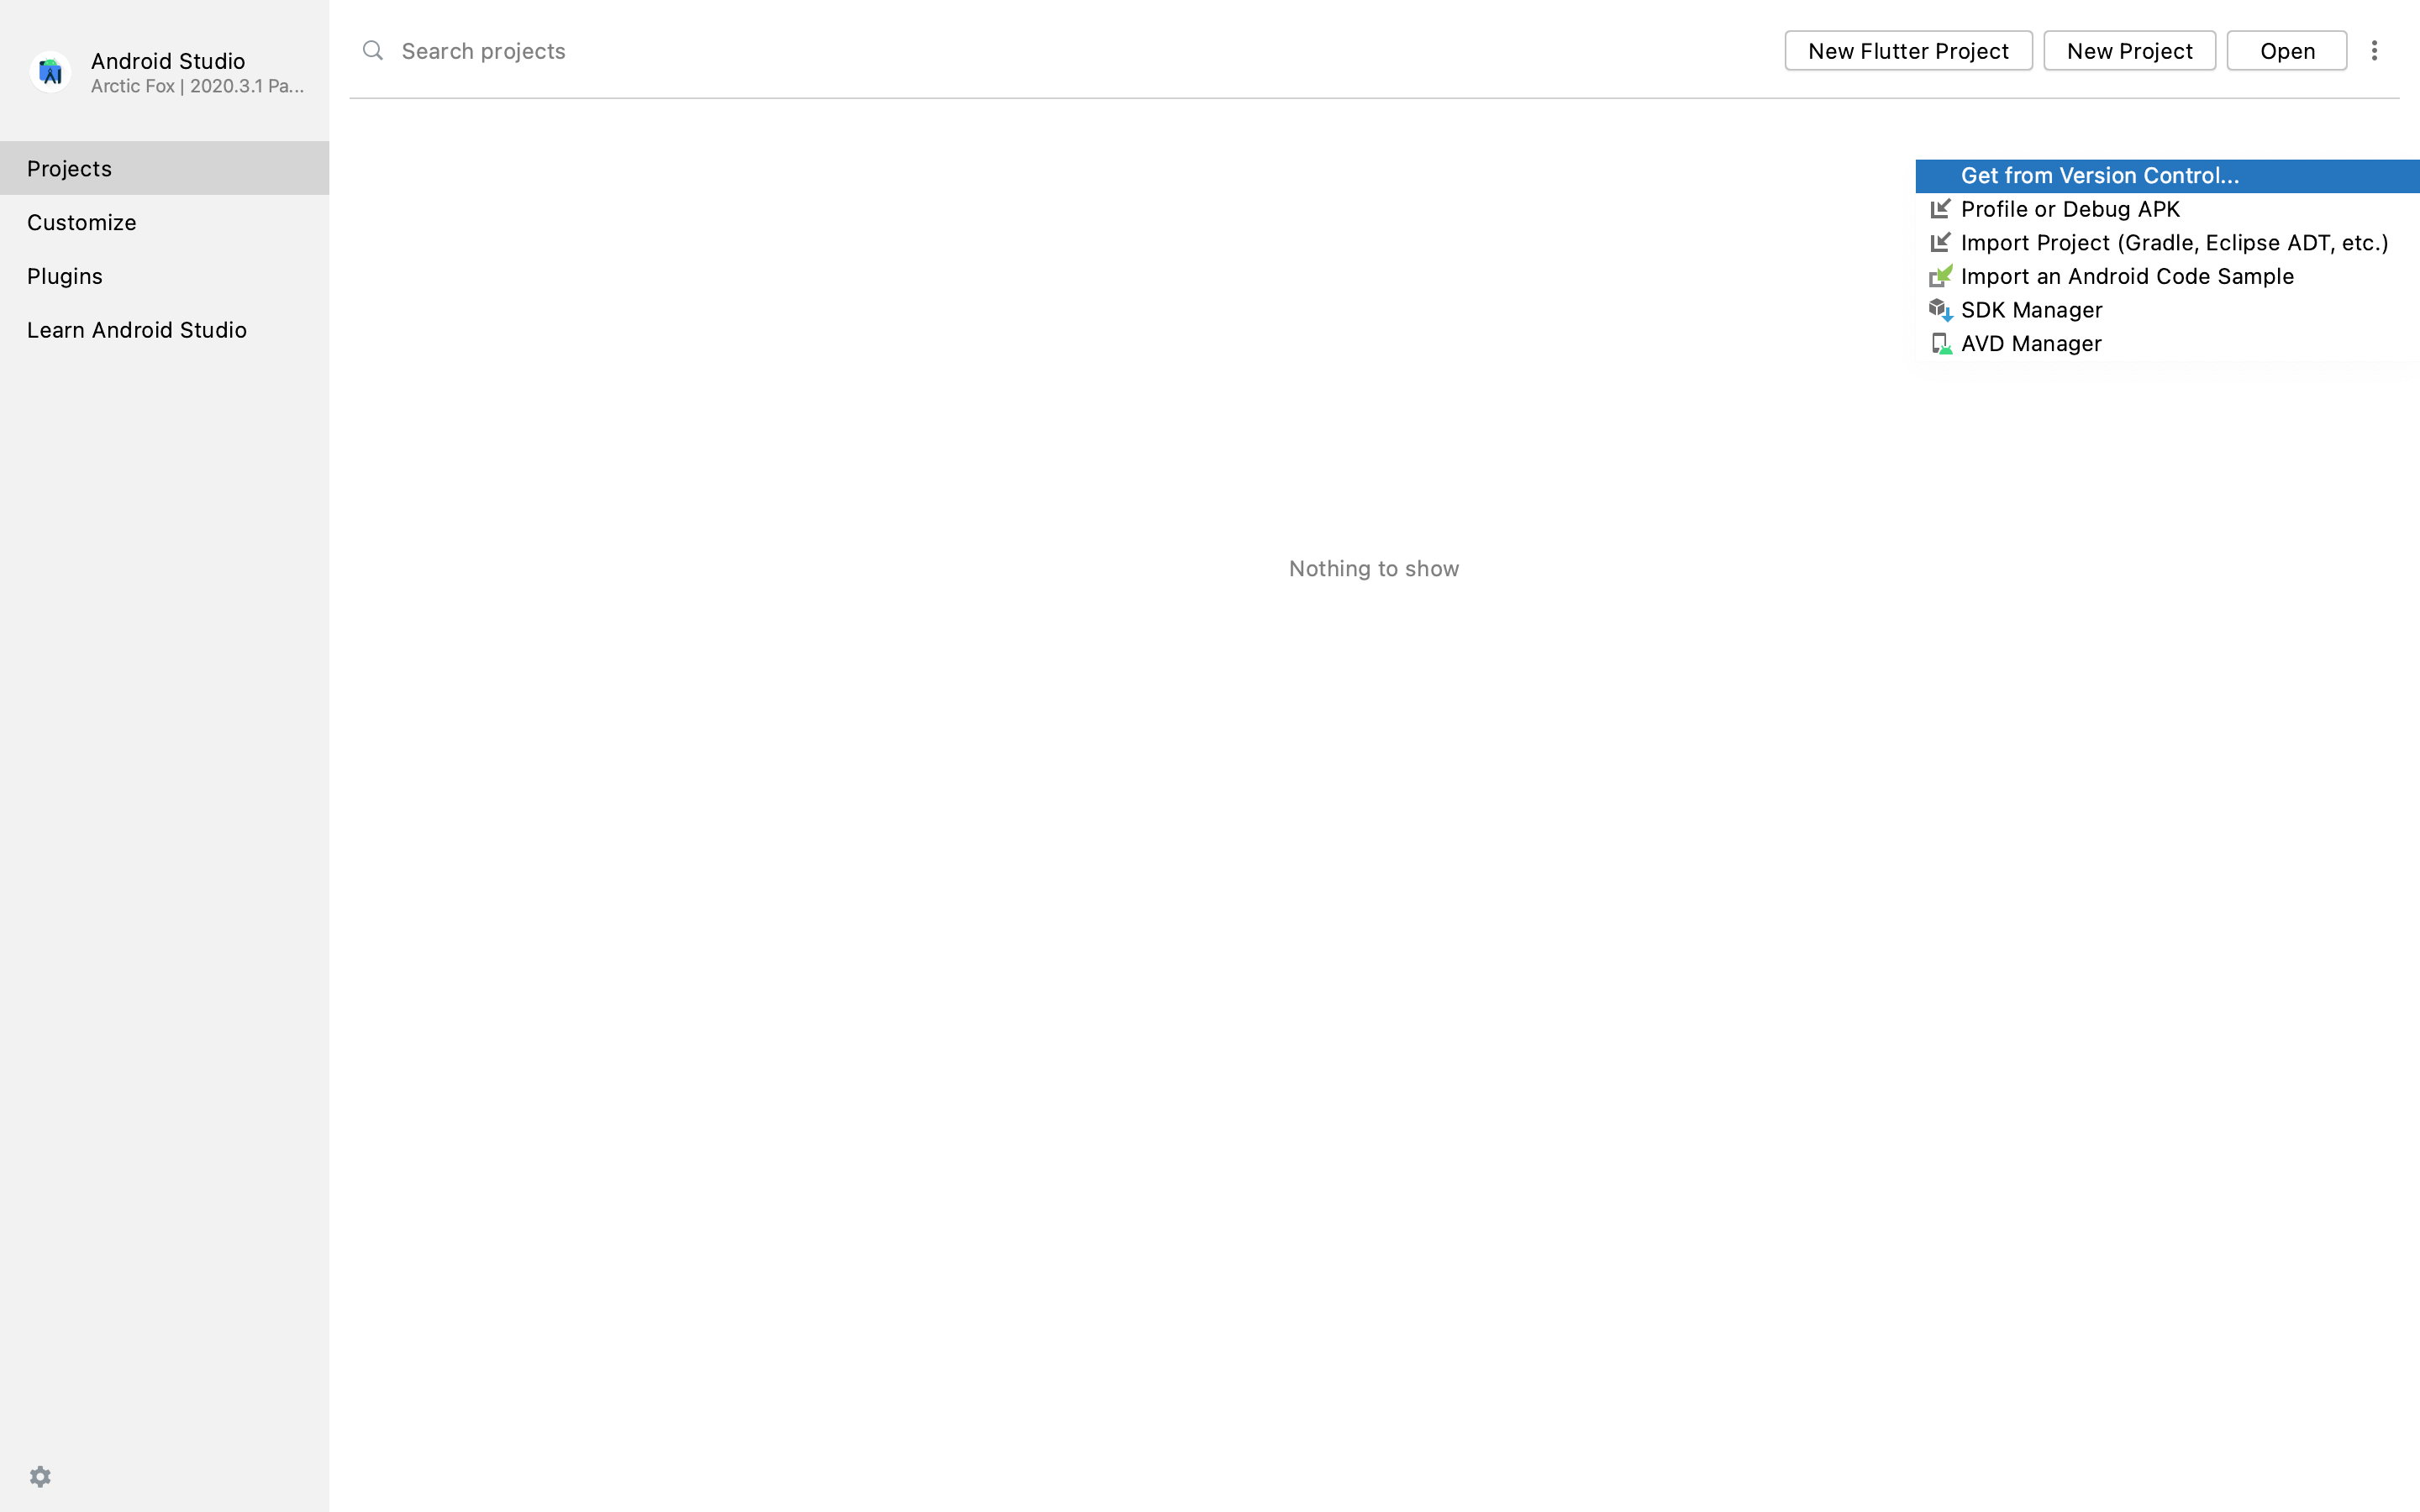 Android Studio
Arctic Fox | 2020.3.1 Pa...
Projects
Customize
Plugins
Learn Android Studio
Search projects
New Flutter Project
New Project
Open
Get from Version Control...
Profile or Debug APK
Import Project (Gradle, Eclipse ADT, etc.)
Import an Android Code Sample
SDK Manager
AVD Manager
Nothing to show